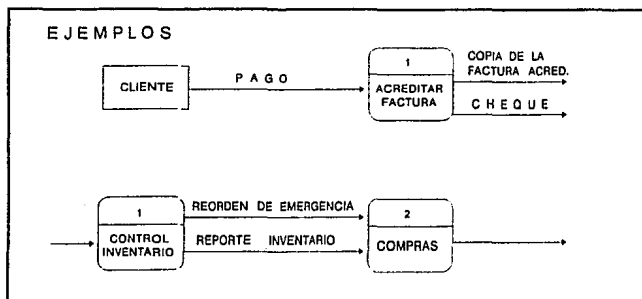 EJEMPLOS
CLIENTE
PAGO
1
ACREDITAR
FACTURA
COPIA DE LA
FACTURA ACRED.
CHEQUE
1
CONTROL
INVENTARIO
REORDEN DE EMERGENCIA
REPORTE INVENTARIO
2
COMPRAS